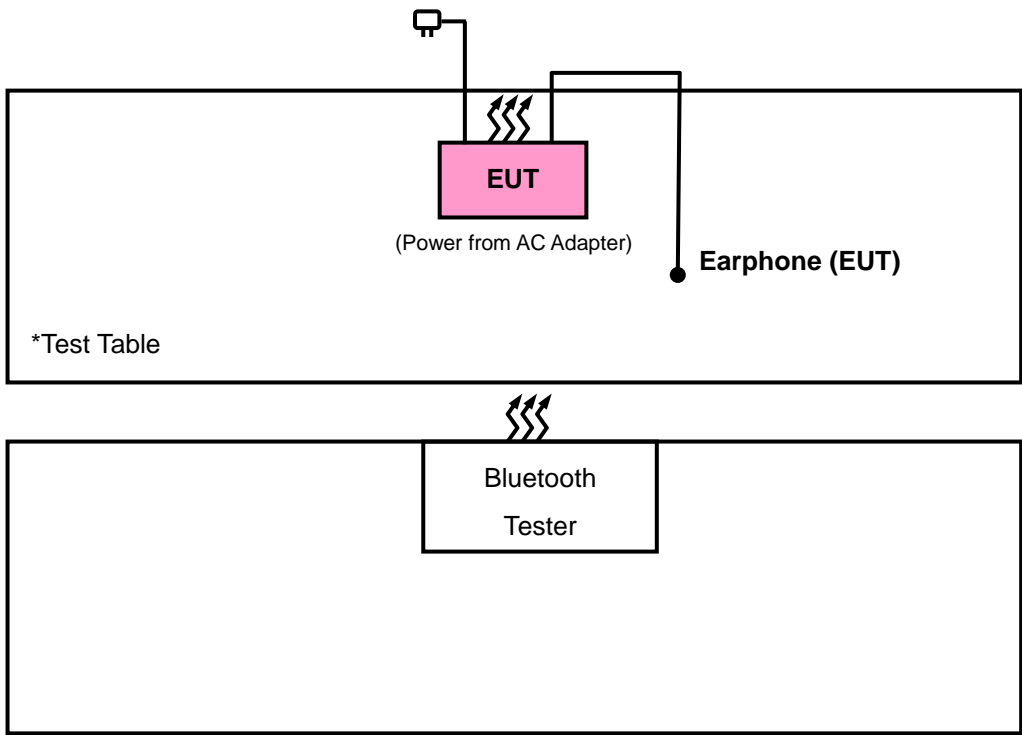 EUT
(Power from AC Adapter)
Earphone (EUT)
*Test Table
Bluetooth
Tester